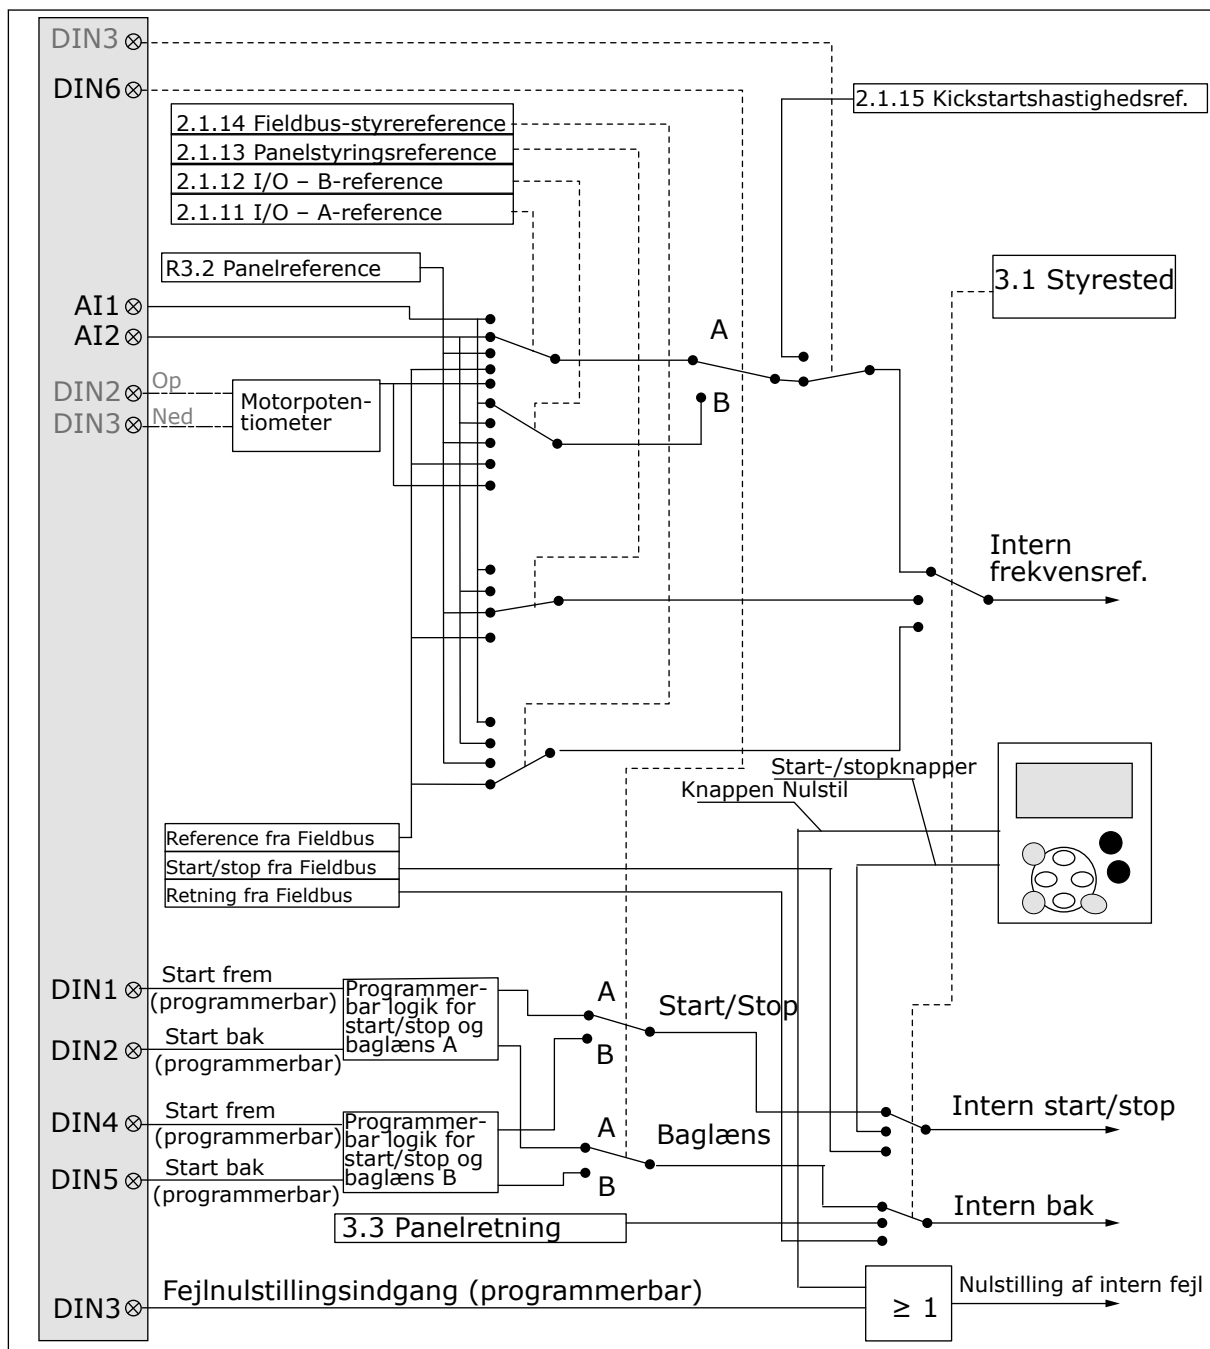 DIN3
DIN6
2.1.15 Kickstartshastighedsref.
2.1.14 Fieldbus-styrereference
2.1.13 Panelstyringsreference
2.1.12 I/O – B-reference
2.1.11 I/O – A-reference
R3.2 Panelreference
3.1 Styrested
AI1
AI2
A
DIN2
Op
B
DIN3
Ned
Motorpoten-
tiometer
Intern
frekvensref.
Start-/stopknapper
Knappen Nulstil
Reference fra Fieldbus
Start/stop fra Fieldbus
Retning fra Fieldbus
DIN1
Start frem
(programmerbar)
DIN2
Start bak
(programmerbar)
Programmer-
bar logik for
start/stop og
baglæns A
A
B
Start/Stop
DIN4
Start frem
(programmerbar)
DIN5
Start bak
(programmerbar)
Programmer-
bar logik for
start/stop og
baglæns B
A
B
Baglæns
Intern start/stop
3.3 Panelretning
Intern bak
DIN3
Fejlnulstillingsindgang (programmerbar)
≥ 1
Nulstilling af intern fejl